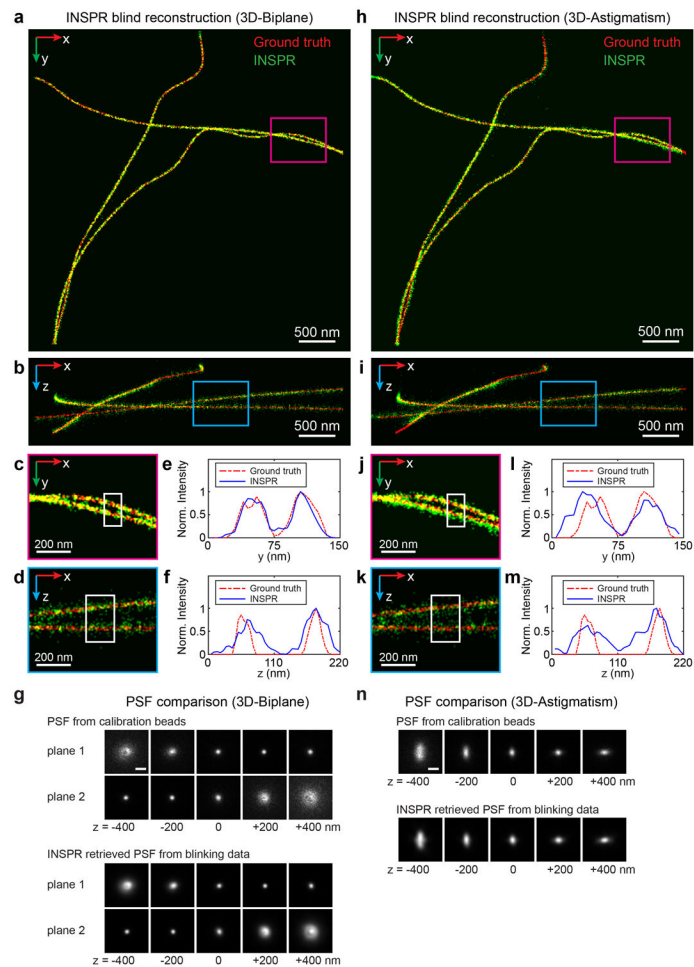 a INSPR blind reconstruction (3D-Biplane)
x
y
Ground truth
INSPR
500 nm
b
x
z
500 nm
c
x
y
200 nm
e
Norm. Intensity
1
0.5
0
Ground truth
INSPR
0 75 150
y (nm)
d
x
z
200 nm
f
Norm. Intensity
1
0.5
0
Ground truth
INSPR
0 110 220
z (nm)
g PSF comparison (3D-Biplane)
PSF from calibration beads
plane 1
plane 2
z = -400 -200 0 +200 +400 nm
INSPR retrieved PSF from blinking data
plane 1
plane 2
z = -400 -200 0 +200 +400 nm
h INSPR blind reconstruction (3D-Astigmatism)
x
y
Ground truth
INSPR
500 nm
i
x
z
500 nm
j
x
y
200 nm
l
Norm. Intensity
1
0.5
0
Ground truth
INSPR
0 75 150
y (nm)
k
x
z
200 nm
m
Norm. Intensity
1
0.5
0
Ground truth
INSPR
0 110 220
z (nm)
n PSF comparison (3D-Astigmatism)
PSF from calibration beads
z = -400 -200 0 +200 +400 nm
INSPR retrieved PSF from blinking data
z = -400 -200 0 +200 +400 nm